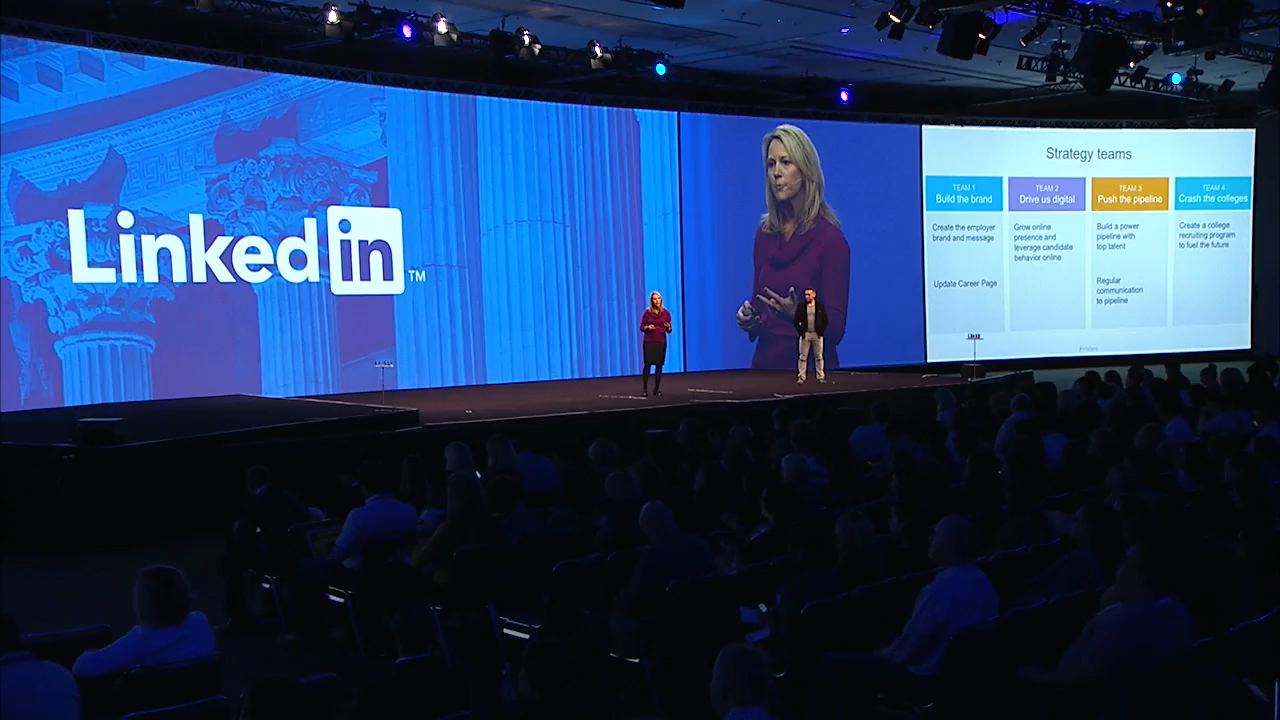 Linked in TM
Strategy teams
TEAM 1
Build the brand
Create the employer
brand and message
Update Career Page
TEAM 2
Drive us digital
Grow online
presence and
leverage candidate
behavior online
TEAM 3
Push the pipeline
Build a power
pipeline with
top talent
Regular
communication
to pipeline
TEAM 4
Crash the colleges
Create a college
recruiting program
to fuel the future